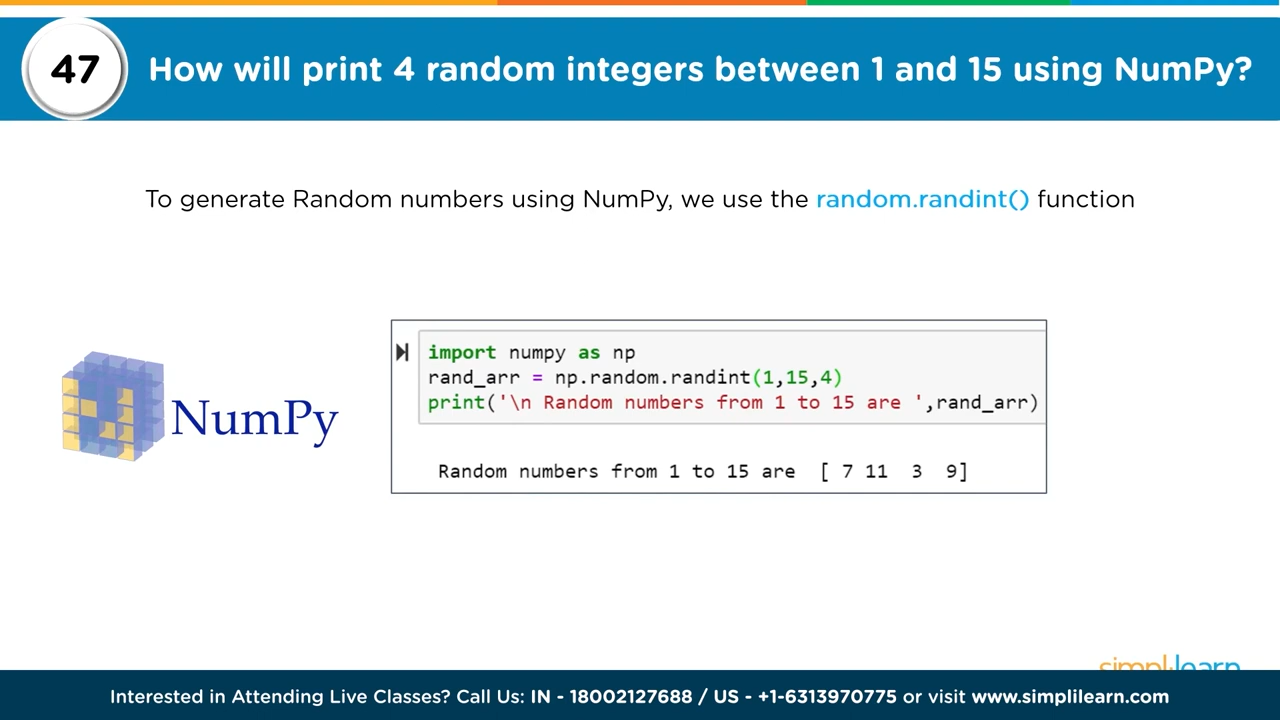 47
How will print 4 random integers between 1 and 15 using NumPy?
To generate Random numbers using NumPy, we use the random.randint() function
NumPy
import numpy as np
rand_arr = np.random.randint(1,15,4)
print('\n Random numbers from 1 to 15 are ',rand_arr)
Random numbers from 1 to 15 are  [ 7 11  3  9]
simplilearn
Interested in Attending Live Classes? Call Us: IN - 18002127688 / US - +1-6313970775 or visit www.simplilearn.com